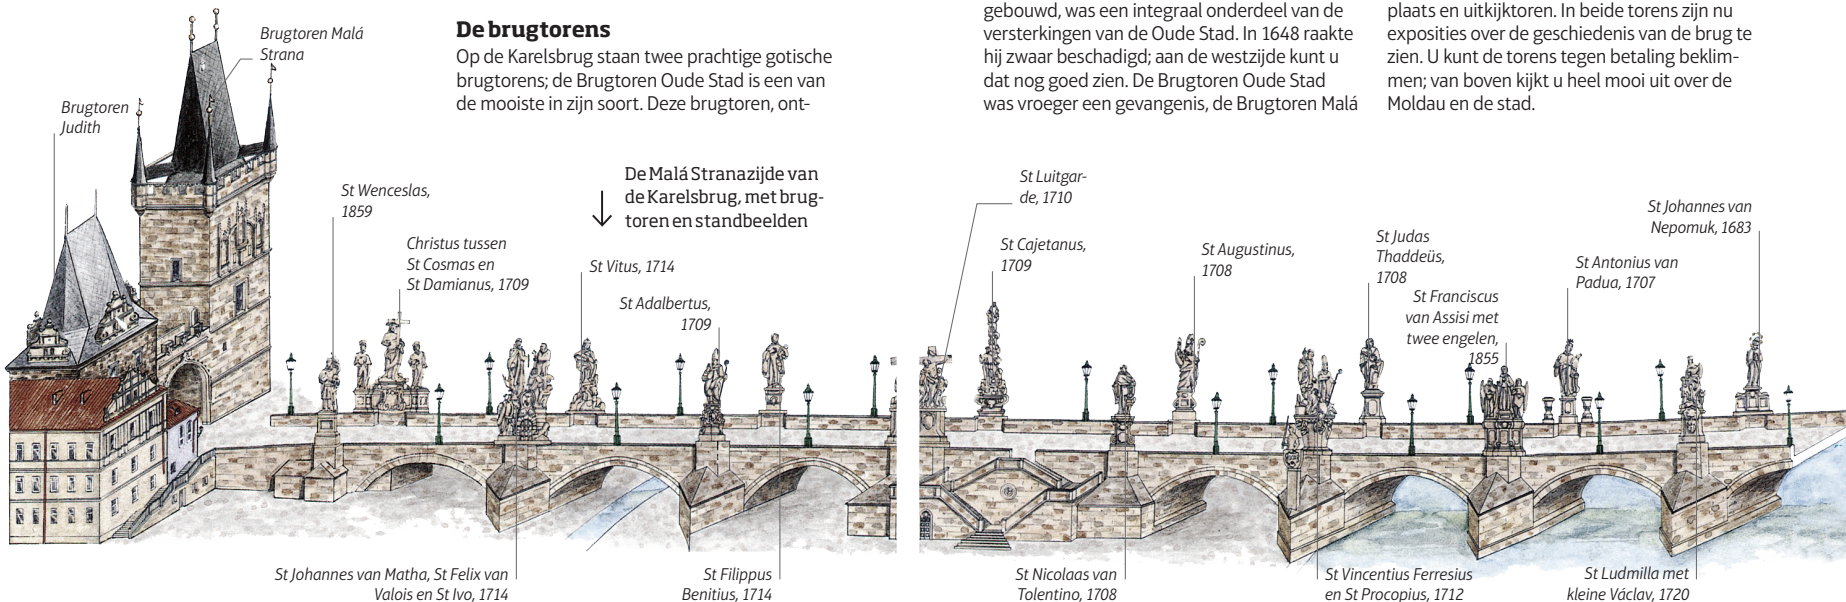 Brugtoren Malá
Strana
Brugtoren
Judith
De brugtorens
Op de Karelsbrug staan twee prachtige gotische
brugtorens; de Brugtoren Oude Stad is een van
de mooiste in zijn soort. Deze brugtoren, ont-
gebouwd, was een integraal onderdeel van de
versterkingen van de Oude Stad. In 1648 raakte
hij zwaar beschadigd; aan de westzijde kunt u
dat nog goed zien. De Brugtoren Oude Stad
was vroeger een gevangenis, de Brugtoren Malá
plaats en uitkijktoren. In beide torens zijn nu
exposities over de geschiedenis van de brug te
zien. U kunt de torens tegen betaling beklim-
men; van boven kijkt u heel mooi uit over de
Moldau en de stad.
De Malá Stranazijde van
de Karelsbrug, met brug-
toren en standbeelden
St Wenceslas,
1859
Christus tussen
St Cosmas en
St Damianus, 1709
St Vitus, 1714
St Adalbertus,
1709
St Luitgar-
de, 1710
St Cajetanus,
1709
St Augustinus,
1708
St Judas
Thaddeüs,
1708
St Franciscus
van Assisi met
twee engelen,
1855
St Antonius van
Padua, 1707
St Johannes van
Nepomuk, 1683
St Johannes van Matha, St Felix van
Valois en St Ivo, 1714
St Filippus
Benitius, 1714
St Nicolaas van
Tolentino, 1708
St Vincentius Ferresius
en St Procopius, 1712
St Ludmilla met
kleine Václav, 1720